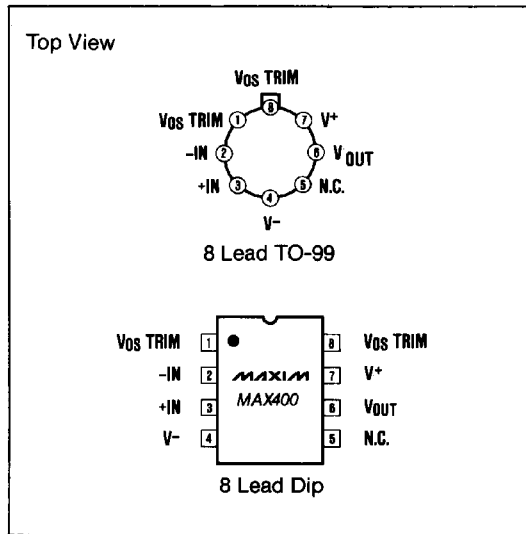 Top View
VOS TRIM
8
VOS TRIM 1 7 V+
-IN 2 6 VOUT
+IN 3 5 N.C.
4
V-
8 Lead TO-99
VOS TRIM 1 8 VOS TRIM
-IN 2 MAXIM 7 V+
+IN 3 MAX400 6 VOUT
V- 4 5 N.C.
8 Lead Dip